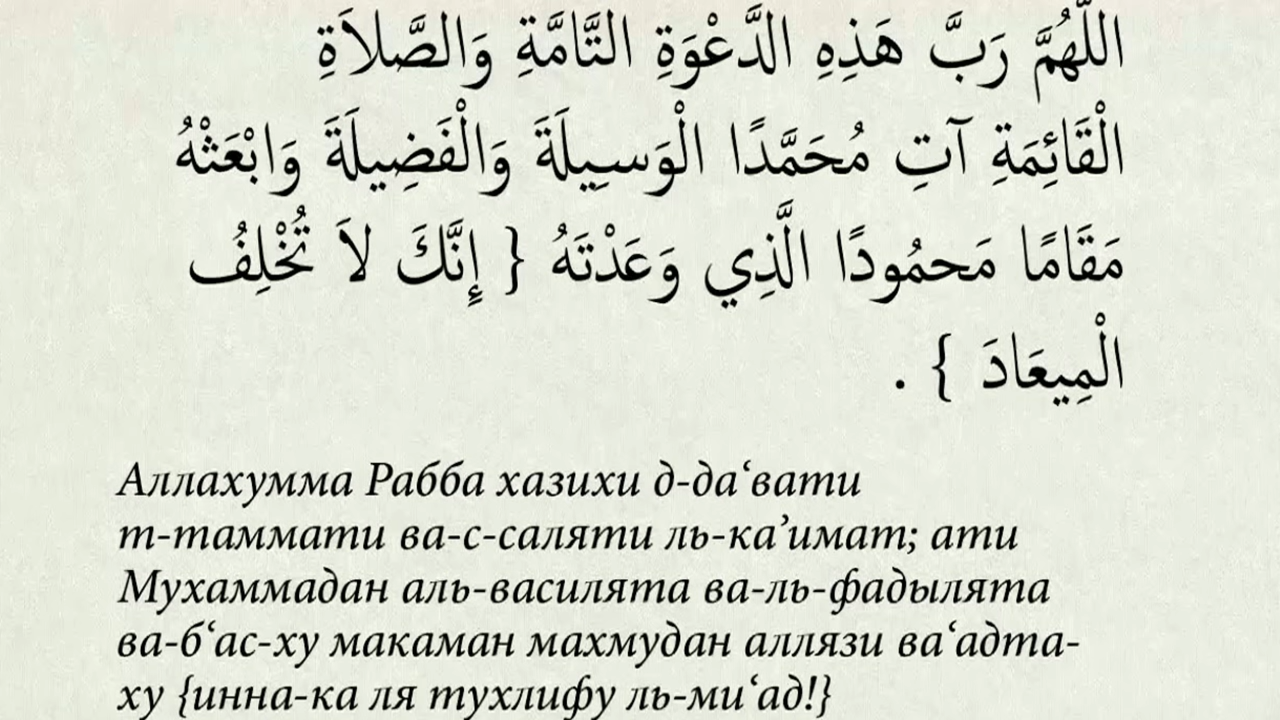 اللَّهُمَّ رَبَّ هَذِهِ الدَّعْوَةِ التَّامَّةِ وَالصَّلاَةِ
الْقَائِمَةِ آتِ مُحَمَّدًا الْوَسِيلَةَ وَالْفَضِيلَةَ وَابْعَثْهُ
مَقَامًا مَحمُودًا الَّذِي وَعَدْتَهُ { إِنَّكَ لاَ تُخْلِفُ
الْمِيعَادَ } .
Аллахумма Рабба хазихи д-да‘вати
т-таммати ва-с-саляти ль-ка’имат; ати
Мухаммадан аль-василята ва-ль-фадылята
ва-б‘ас-ху макаман махмудан аллязи ва‘адта-
ху {инна-ка ля тухлифу ль-ми‘ад!}